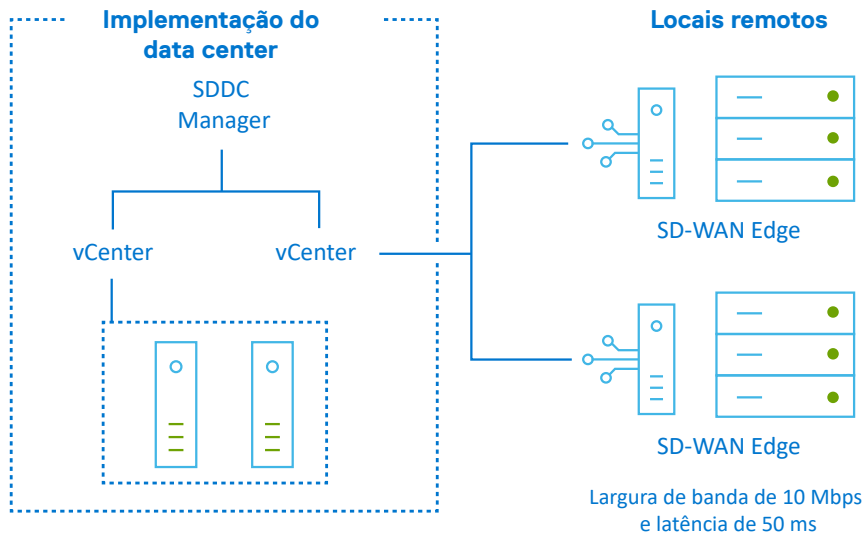 Implementação do
data center
SDDC
Manager
vCenter
vCenter
Locais remotos
SD-WAN Edge
SD-WAN Edge
Largura de banda de 10 Mbps
e latência de 50 ms